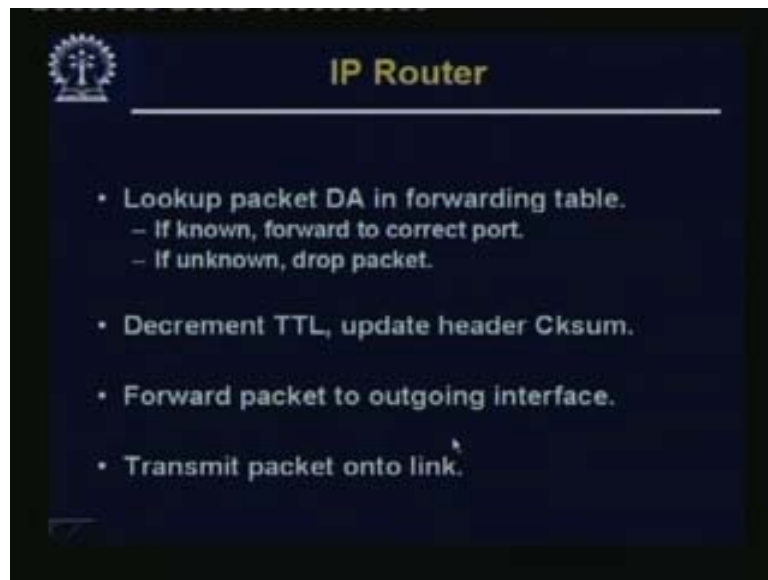 IP Router
• Lookup packet DA in forwarding table.
– If known, forward to correct port.
– If unknown, drop packet.
• Decrement TTL, update header Cksum.
• Forward packet to outgoing interface.
• Transmit packet onto link.